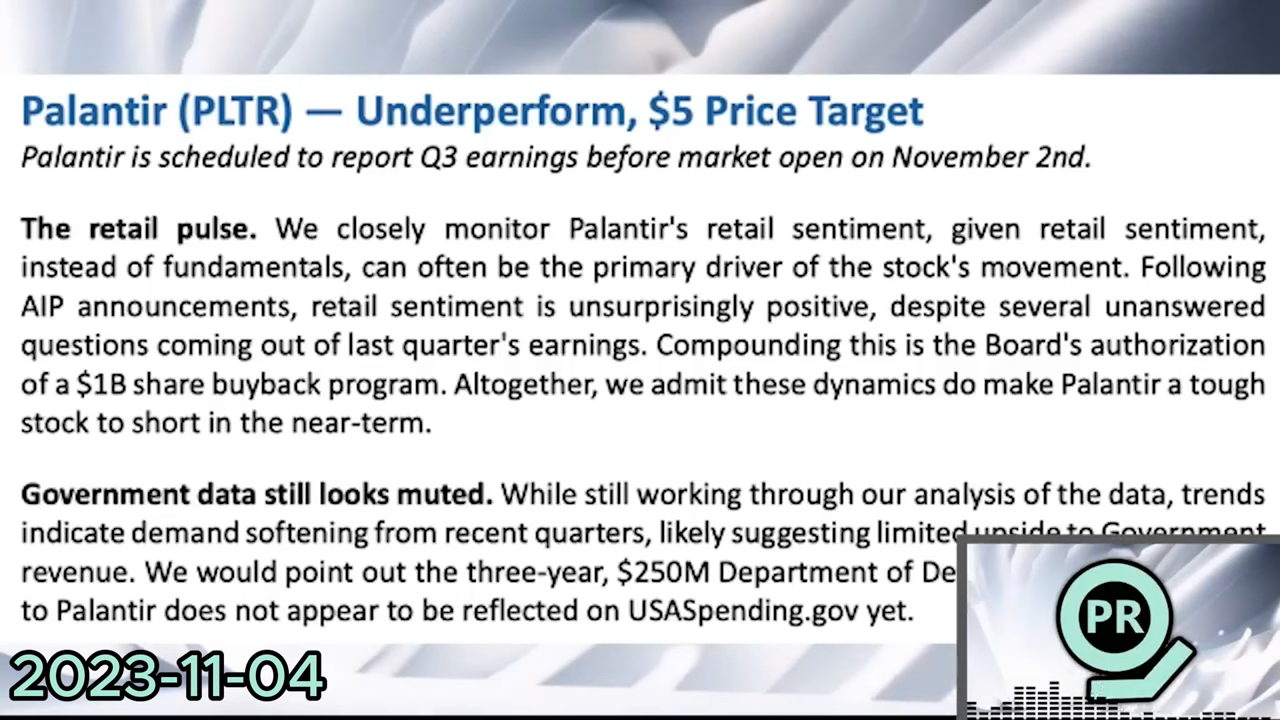 Palantir (PLTR) — Underperform, $5 Price Target
Palantir is scheduled to report Q3 earnings before market open on November 2nd.
The retail pulse. We closely monitor Palantir's retail sentiment, given retail sentiment,
instead of fundamentals, can often be the primary driver of the stock's movement. Following
AIP announcements, retail sentiment is unsurprisingly positive, despite several unanswered
questions coming out of last quarter's earnings. Compounding this is the Board's authorization
of a $1B share buyback program. Altogether, we admit these dynamics do make Palantir a tough
stock to short in the near-term.
Government data still looks muted. While still working through our analysis of the data, trends
indicate demand softening from recent quarters, likely suggesting limited upside to Government
revenue. We would point out the three-year, $250M Department of De
to Palantir does not appear to be reflected on USASpending.gov yet.
PR
2023-11-04